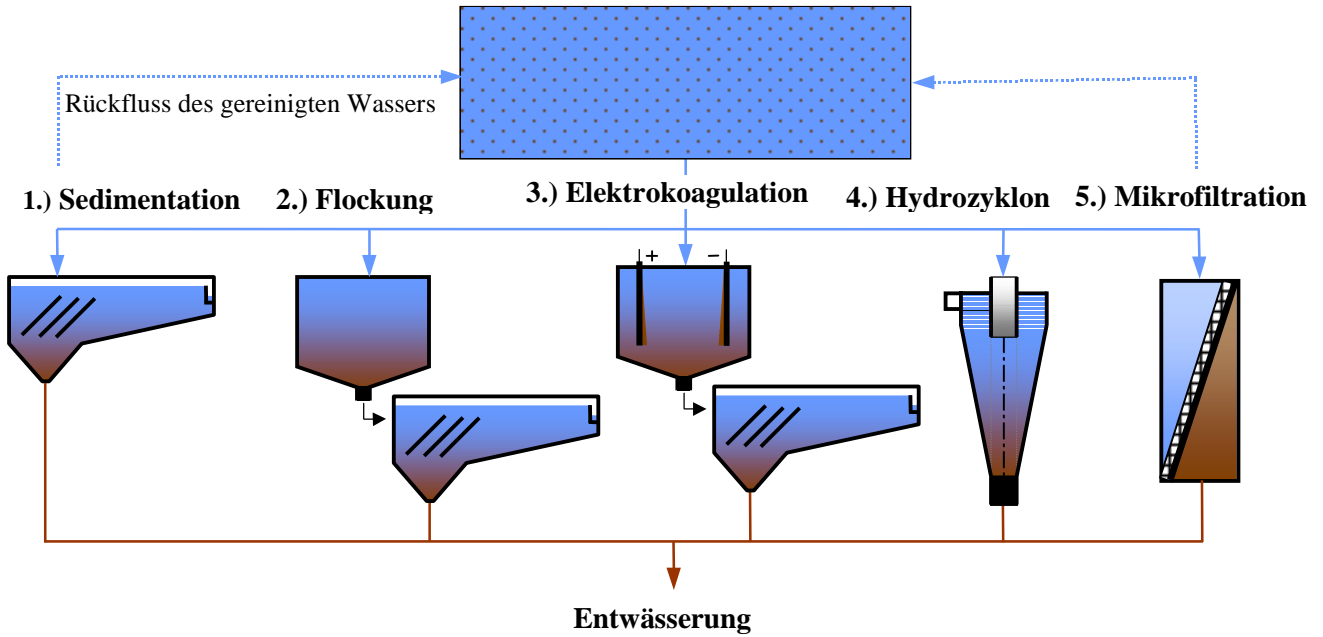 Rückfluss des gereinigten Wassers
1.) Sedimentation
2.) Flockung
3.) Elektrokoagulation
4.) Hydrozyklon
5.) Mikrofiltration
+
−
Entwässerung